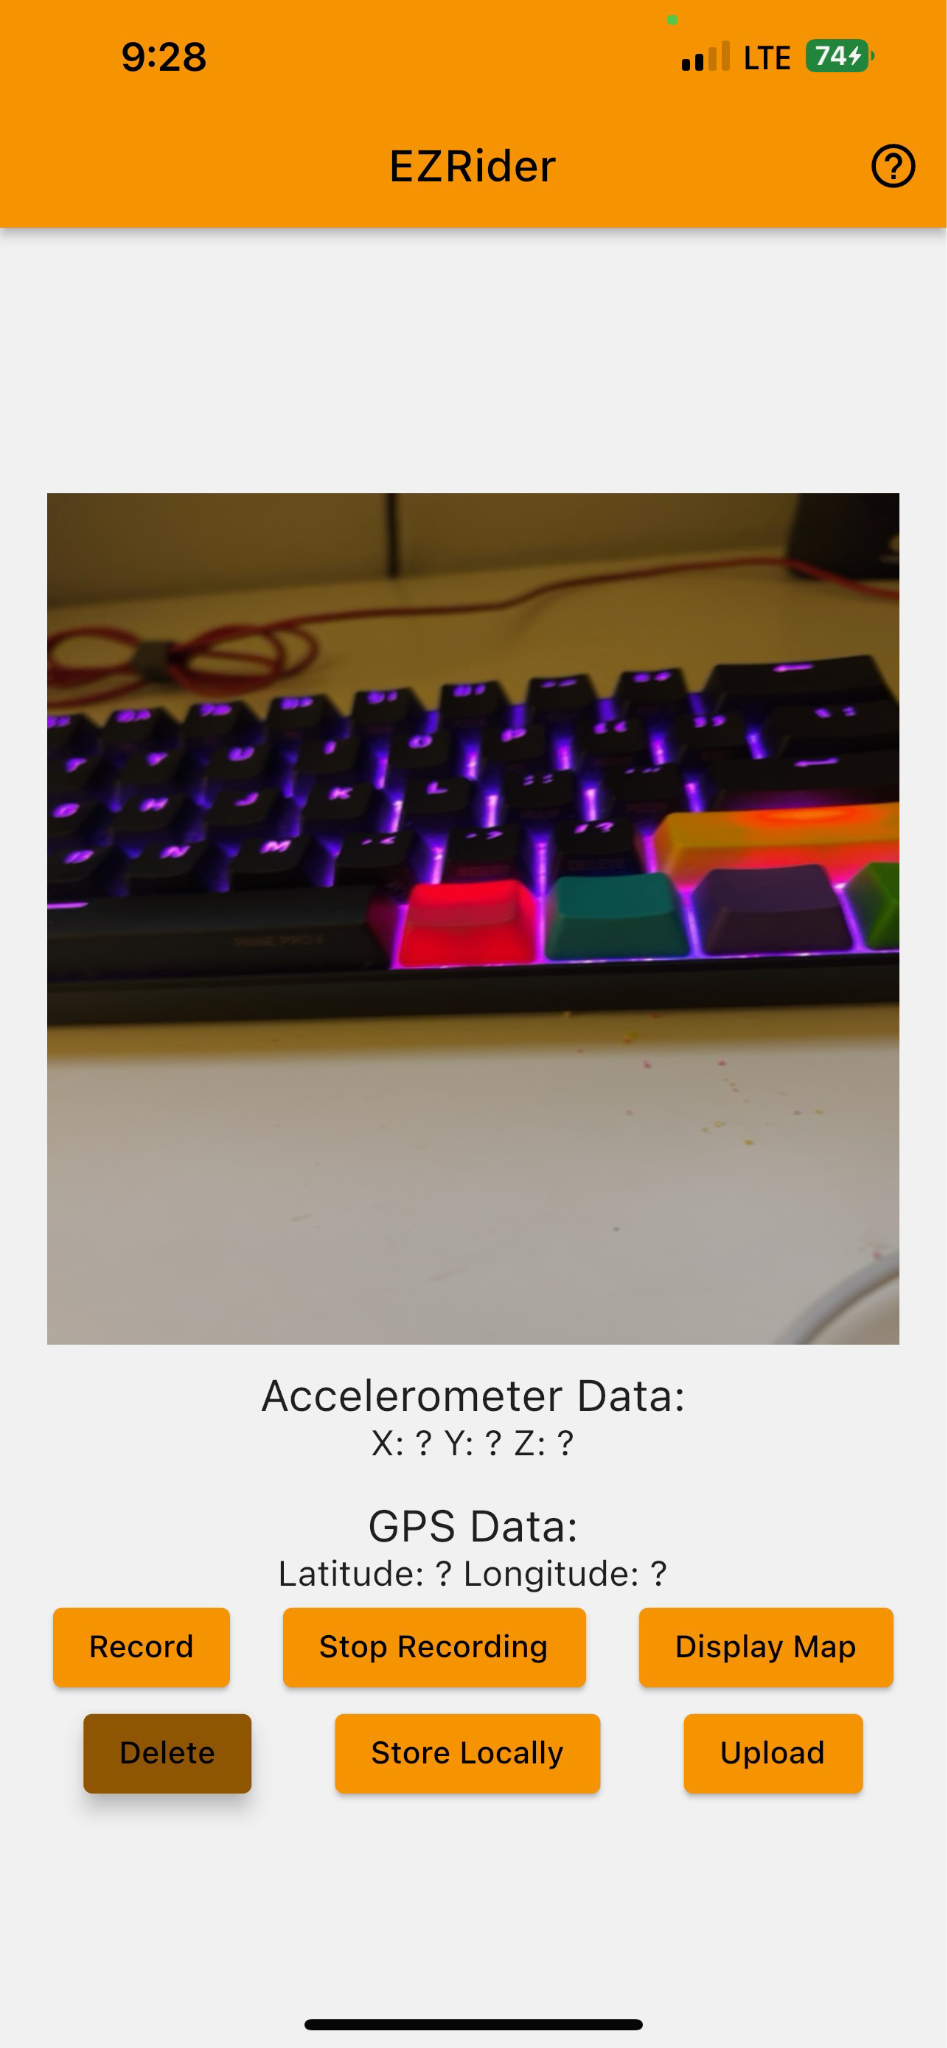 9:28 LTE 74
EZRider
?
U I O P
H J K L
N M
Accelerometer Data:
X: ? Y: ? Z: ?
GPS Data:
Latitude: ? Longitude: ?
Record Stop Recording Display Map
Delete Store Locally Upload